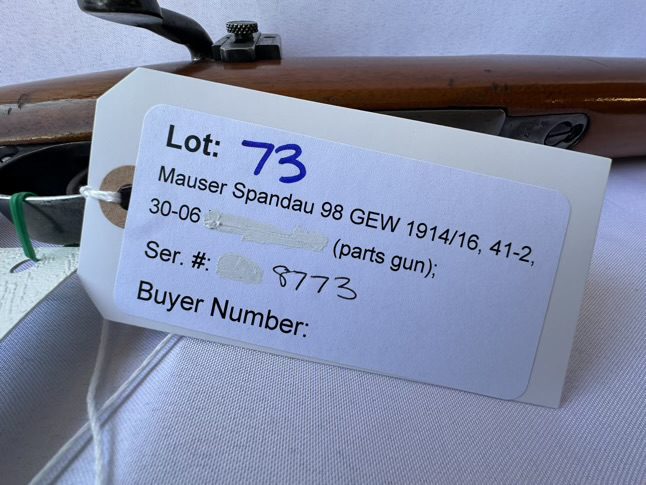 Lot: 73
Mauser Spandau 98 GEW 1914/16, 41-2,
30-06 (parts gun);
Ser. #: 8773
Buyer Number: